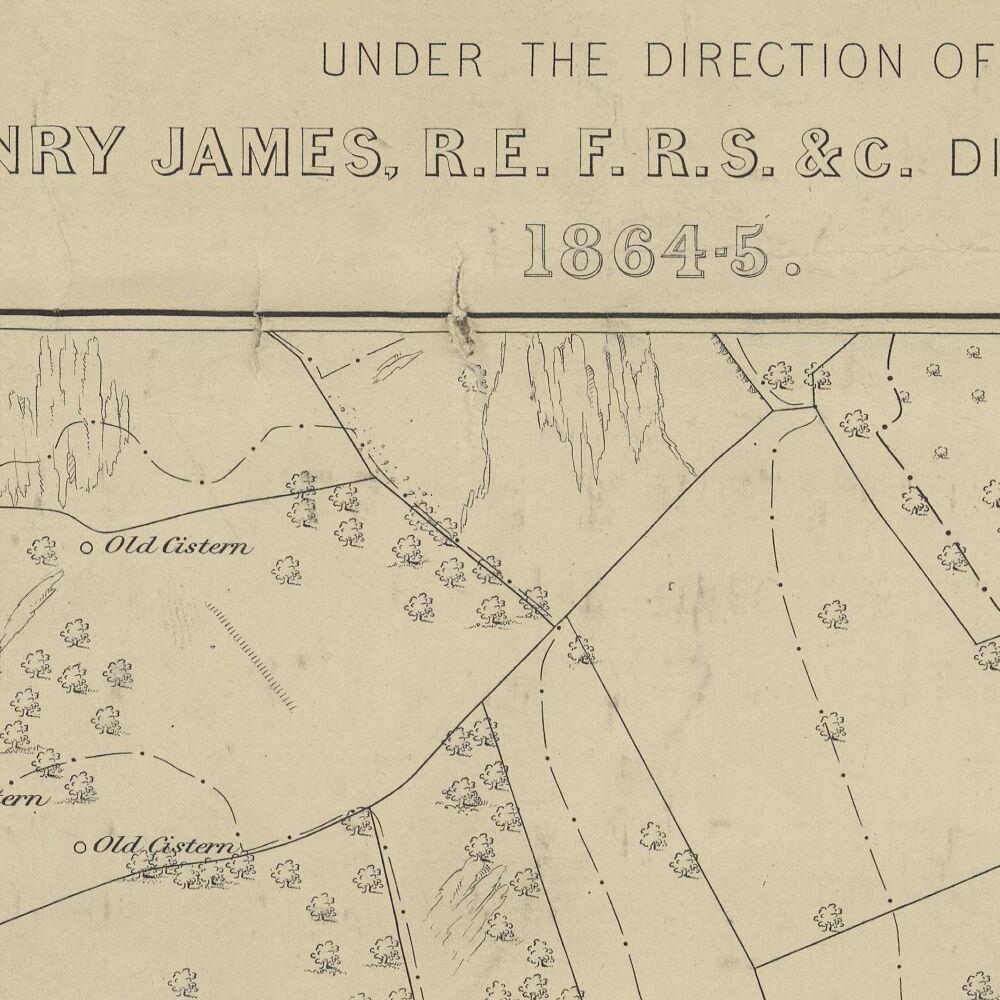 UNDER THE DIRECTION OF
NRY JAMES, R.E. F.R.S. &C. DI
1864-5.
Old Cistern
tern
Old Cistern